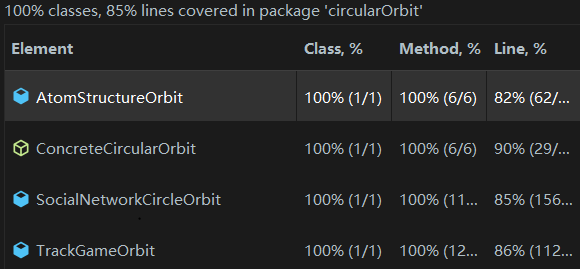 100% classes, 85% lines covered in package 'circularOrbit'
Element Class, % Method, % Line, %
AtomStructureOrbit 100% (1/1) 100% (6/6) 82% (62/...
ConcreteCircularOrbit 100% (1/1) 100% (6/6) 90% (29/...
SocialNetworkCircleOrbit 100% (1/1) 100% (11... 85% (156...
TrackGameOrbit 100% (1/1) 100% (12... 86% (112...